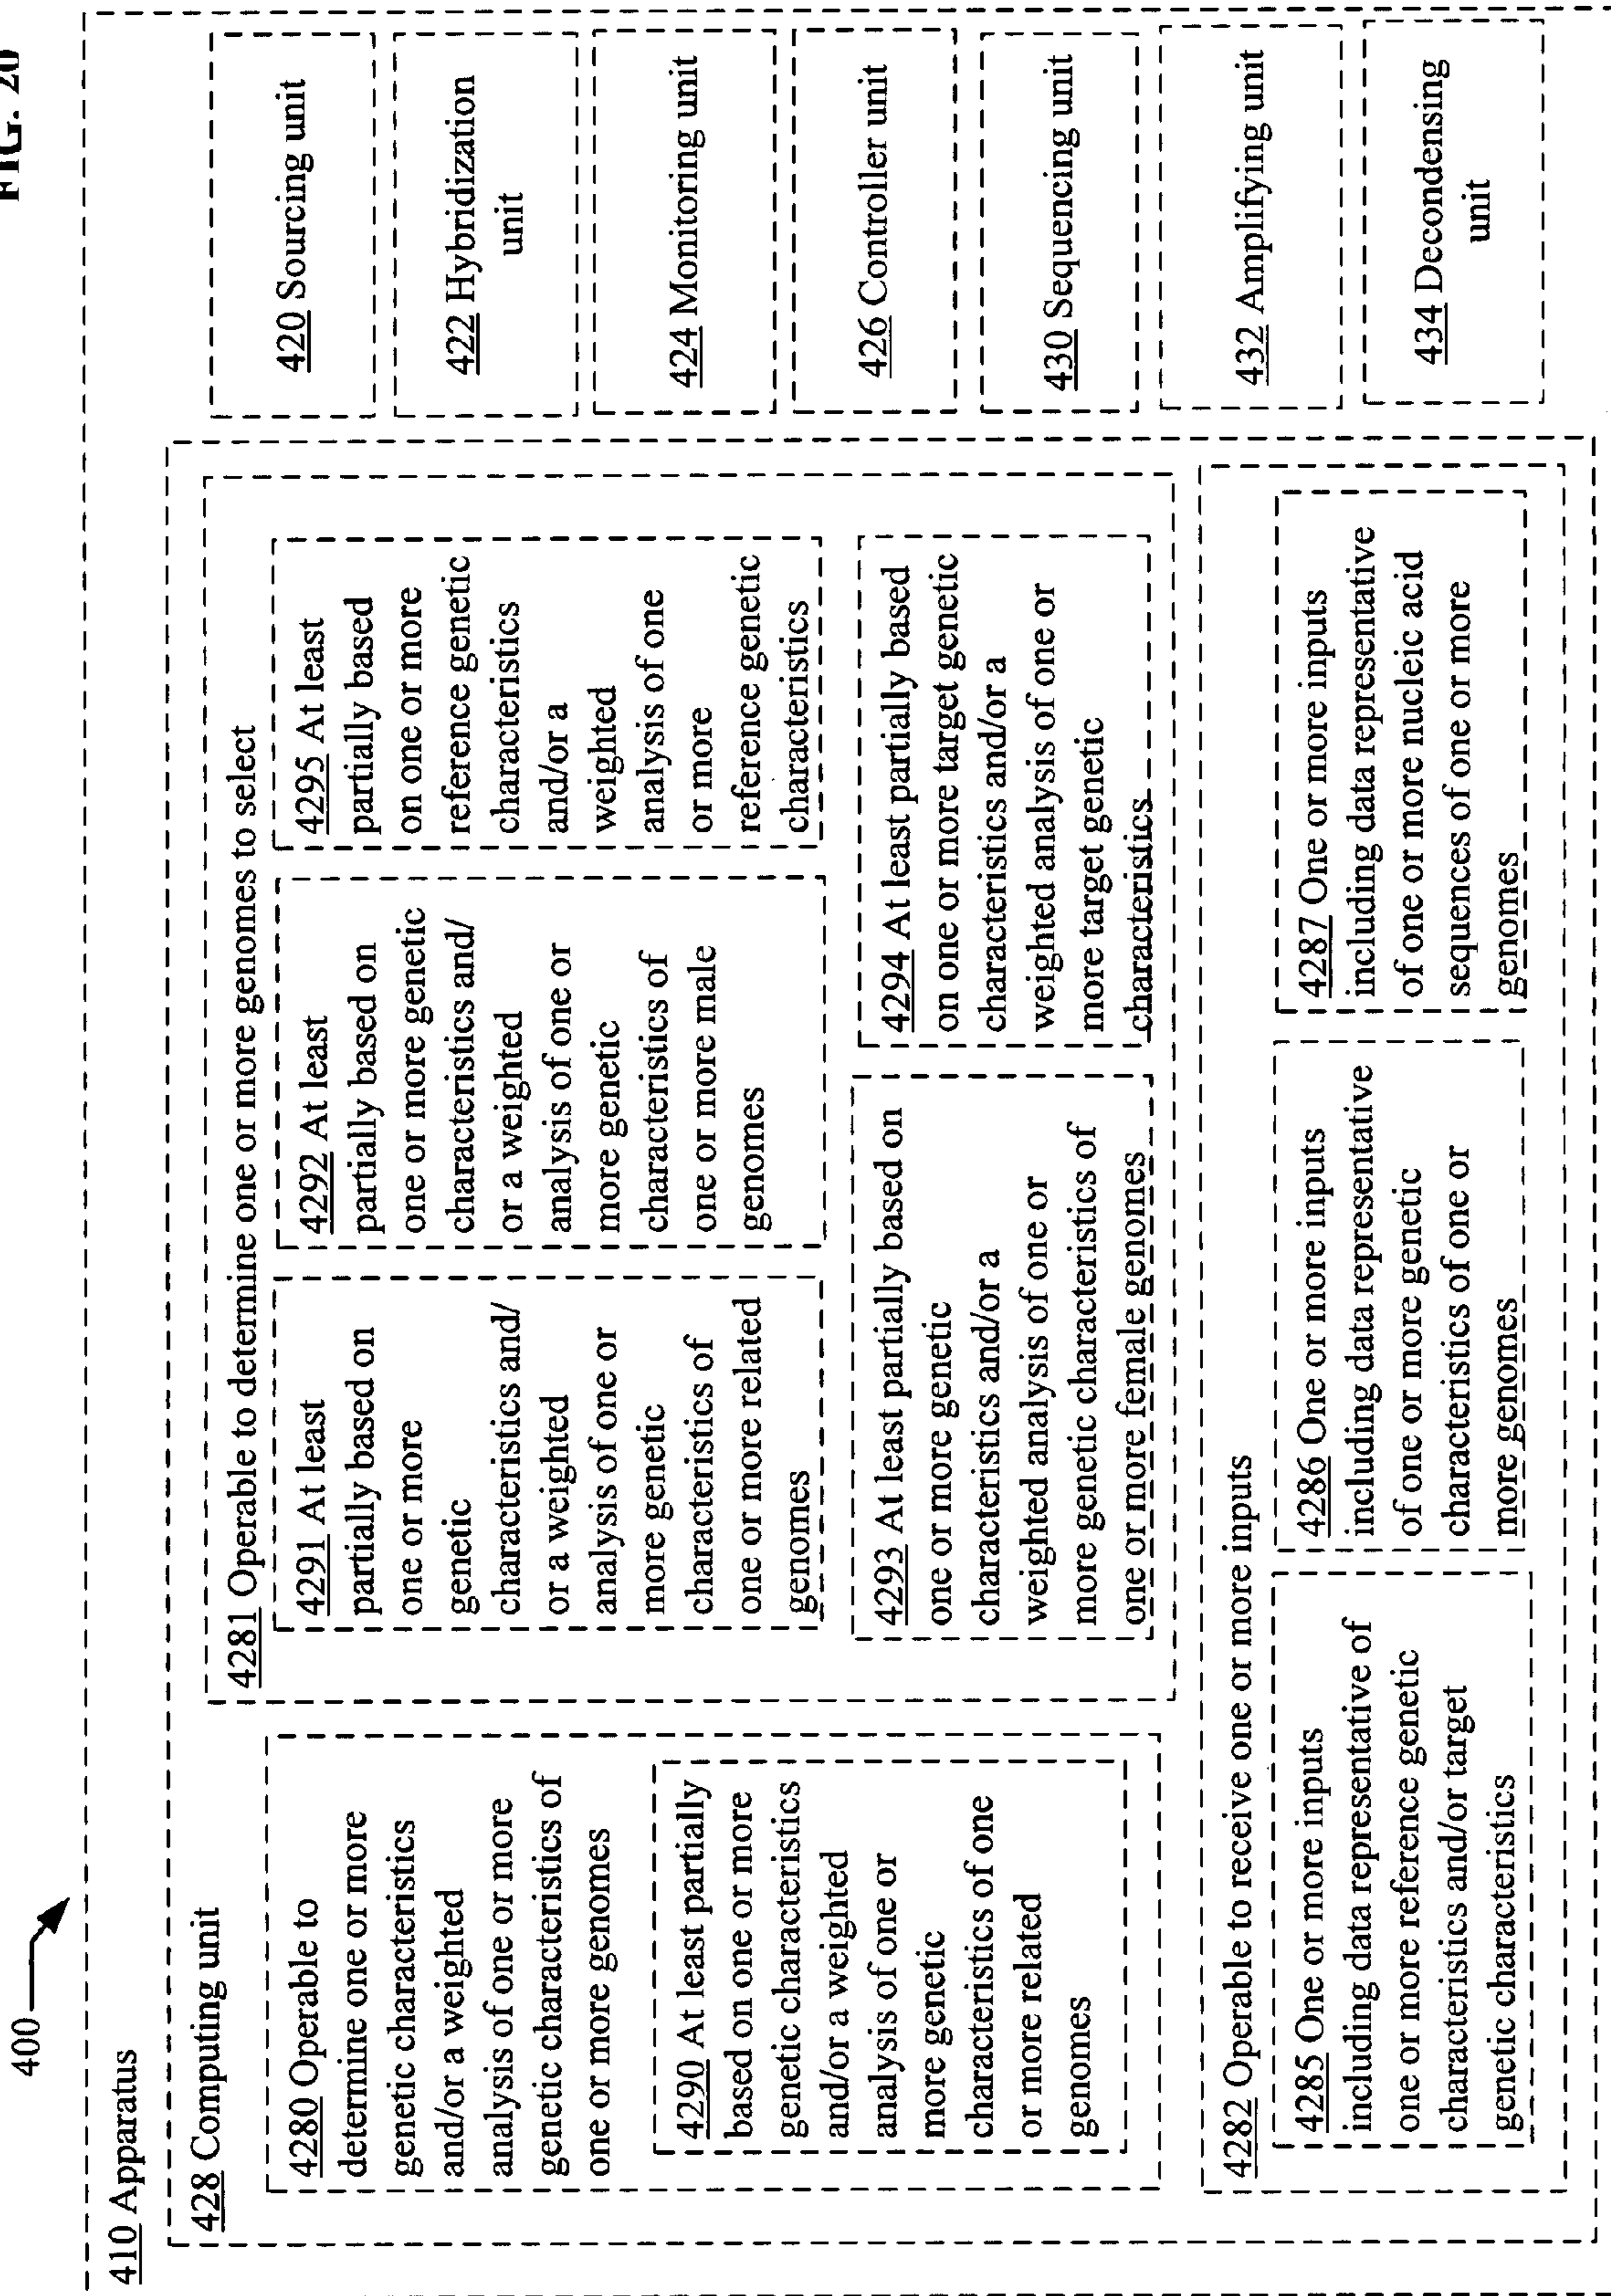 FIG. 20
400
410 Apparatus
428 Computing unit
4280 Operable to
determine one or more
genetic characteristics
and/or a weighted
analysis of one or more
genetic characteristics of
one or more genomes
4290 At least partially
based on one or more
genetic characteristics
and/or a weighted
analysis of one or
more genetic
characteristics of one
or more related
genomes
4281 Operable to determine one or more genomes to select
4291 At least
partially based on
one or more
genetic
characteristics and/
or a weighted
analysis of one or
more genetic
characteristics of
one or more related
genomes
4292 At least
partially based on
one or more genetic
characteristics and/
or a weighted
analysis of one or
more genetic
characteristics of
one or more male
genomes
4295 At least
partially based
on one or more
reference genetic
characteristics
and/or a
weighted
analysis of one
or more
reference genetic
characteristics
4293 At least partially based on
one or more genetic
characteristics and/or a
weighted analysis of one or
more genetic characteristics of
one or more female genomes
4294 At least partially based
on one or more target genetic
characteristics and/or a
weighted analysis of one or
more target genetic
characteristics
4282 Operable to receive one or more inputs
4285 One or more inputs
including data representative of
one or more reference genetic
characteristics and/or target
genetic characteristics
4286 One or more inputs
including data representative
of one or more genetic
characteristics of one or
more genomes
4287 One or more inputs
including data representative
of one or more nucleic acid
sequences of one or more
genomes
420 Sourcing unit
422 Hybridization
unit
424 Monitoring unit
426 Controller unit
430 Sequencing unit
432 Amplifying unit
434 Decondensing
unit